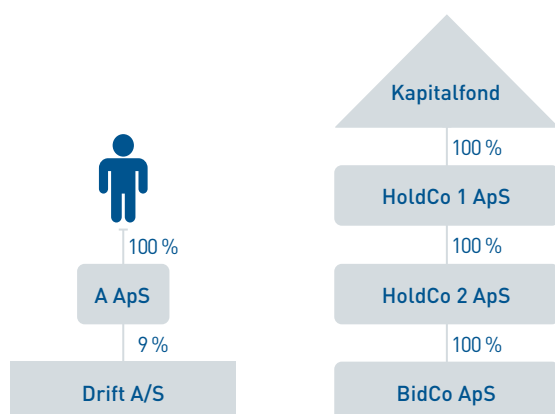 Kapitalfond
100 %
HoldCo 1 ApS
100 %
100 %
A ApS
HoldCo 2 ApS
9 %
100 %
Drift A/S
BidCo ApS